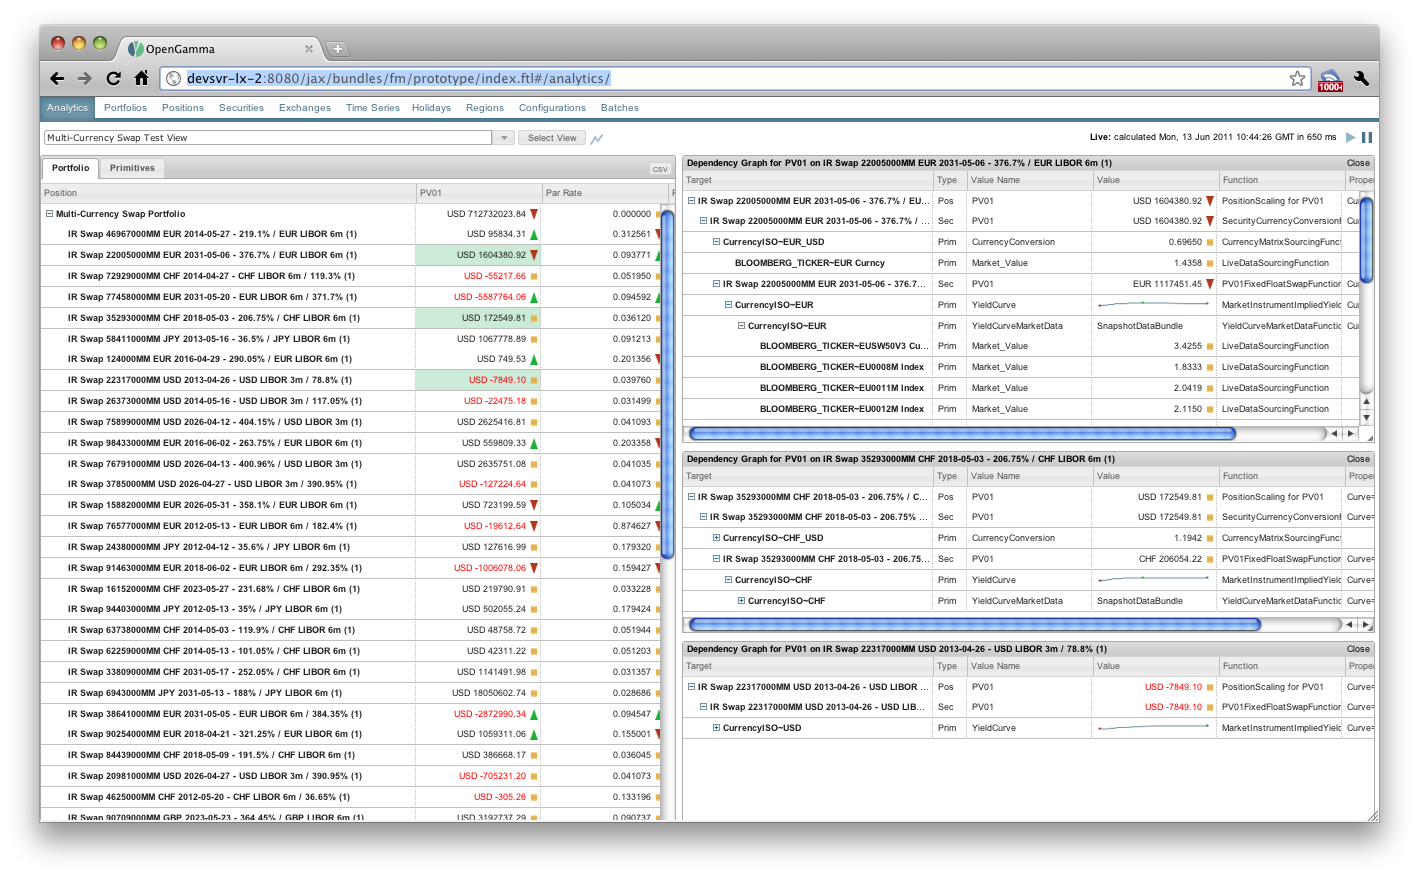 OpenGamma
devsvr-lx-2:8080/jax/bundles/fm/prototype/index.ftl#/analytics/
1000+
Analytics Portfolios Positions Securities Exchanges Time Series Holidays Regions Configurations Batches
Multi-Currency Swap Test View Select View Live: calculated Mon, 13 Jun 2011 10:44:26 GMT in 650 ms
Portfolio Primitives CSV
Position PV01 Par Rate
Multi-Currency Swap Portfolio USD 712732023.84 0.000000
IR Swap 46967000MM EUR 2014-05-27 - 219.1% / EUR LIBOR 6m (1) USD 95834.31 0.312561
IR Swap 22005000MM EUR 2031-05-06 - 376.7% / EUR LIBOR 6m (1) USD 1604380.92 0.093771
IR Swap 72929000MM CHF 2014-04-27 - CHF LIBOR 6m / 119.3% (1) USD -55217.66 0.051950
IR Swap 77458000MM EUR 2031-05-20 - EUR LIBOR 6m / 371.7% (1) USD -5587764.06 0.094592
IR Swap 35293000MM CHF 2018-05-03 - 206.75% / CHF LIBOR 6m (1) USD 172549.81 0.036120
IR Swap 58411000MM JPY 2013-05-16 - 36.5% / JPY LIBOR 6m (1) USD 1067778.89 0.091213
IR Swap 124000MM EUR 2016-04-29 - 290.05% / EUR LIBOR 6m (1) USD 749.53 0.201356
IR Swap 22317000MM USD 2013-04-26 - USD LIBOR 3m / 78.8% (1) USD -7849.10 0.039760
IR Swap 26373000MM USD 2014-05-16 - USD LIBOR 3m / 117.05% (1) USD -22475.18 0.031499
IR Swap 75899000MM USD 2026-04-12 - 404.15% / USD LIBOR 3m (1) USD 2625416.81 0.041093
IR Swap 98433000MM EUR 2016-06-02 - 263.75% / EUR LIBOR 6m (1) USD 559809.33 0.203358
IR Swap 76791000MM USD 2026-04-13 - 400.96% / USD LIBOR 3m (1) USD 2635751.08 0.041035
IR Swap 3785000MM USD 2026-04-27 - USD LIBOR 3m / 390.95% (1) USD -127224.64 0.041073
IR Swap 15882000MM EUR 2026-05-31 - 358.1% / EUR LIBOR 6m (1) USD 723199.59 0.105034
IR Swap 76577000MM EUR 2012-05-13 - EUR LIBOR 6m / 182.4% (1) USD -19612.64 0.874627
IR Swap 24380000MM JPY 2012-04-12 - 35.6% / JPY LIBOR 6m (1) USD 127616.99 0.179320
IR Swap 91463000MM EUR 2018-06-02 - EUR LIBOR 6m / 292.35% (1) USD -1006078.06 0.159427
IR Swap 16152000MM CHF 2023-05-27 - 231.68% / CHF LIBOR 6m (1) USD 219790.91 0.033228
IR Swap 94403000MM JPY 2012-05-13 - 35% / JPY LIBOR 6m (1) USD 502055.24 0.179424
IR Swap 63738000MM CHF 2014-05-03 - 119.9% / CHF LIBOR 6m (1) USD 48758.72 0.051944
IR Swap 62259000MM CHF 2014-05-13 - 101.05% / CHF LIBOR 6m (1) USD 42311.22 0.051203
IR Swap 33809000MM CHF 2031-05-17 - 252.05% / CHF LIBOR 6m (1) USD 1141491.98 0.031357
IR Swap 6943000MM JPY 2031-05-13 - 188% / JPY LIBOR 6m (1) USD 18050602.74 0.028686
IR Swap 38641000MM EUR 2031-05-05 - EUR LIBOR 6m / 384.35% (1) USD -2872990.34 0.094547
IR Swap 90254000MM EUR 2018-04-21 - 321.25% / EUR LIBOR 6m (1) USD 1059311.06 0.155001
IR Swap 84439000MM CHF 2018-05-09 - 191.5% / CHF LIBOR 6m (1) USD 386668.17 0.036045
IR Swap 20981000MM USD 2026-04-27 - USD LIBOR 3m / 390.95% (1) USD -705231.20 0.041073
IR Swap 4625000MM CHF 2012-05-20 - CHF LIBOR 6m / 36.65% (1) USD -305.26 0.133196
IR Swap 90709000MM GBP 2023-05-23 - 364.45% / GBP LIBOR 6m (1) USD 3192737.29 0.090737
Dependency Graph for PV01 on IR Swap 22005000MM EUR 2031-05-06 - 376.7% / EUR LIBOR 6m (1) Close
Target Type Value Name Value Function Proper
IR Swap 22005000MM EUR 2031-05-06 - 376.7% / EU... Pos PV01 USD 1604380.92 PositionScaling for PV01 Cu
IR Swap 22005000MM EUR 2031-05-06 - 376.7% / ... Sec PV01 USD 1604380.92 SecurityCurrencyConversionF Cu
CurrencyISO~EUR_USD Prim CurrencyConversion 0.69650 CurrencyMatrixSourcingFunct
BLOOMBERG_TICKER~EUR Curncy Prim Market_Value 1.4358 LiveDataSourcingFunction
IR Swap 22005000MM EUR 2031-05-06 - 376.7... Sec PV01 EUR 1117451.45 PV01FixedFloatSwapFunction Cu
CurrencyISO~EUR Prim YieldCurve MarketInstrumentImpliedYield Cu
CurrencyISO~EUR Prim YieldCurveMarketData SnapshotDataBundle YieldCurveMarketDataFunctio Cu
BLOOMBERG_TICKER~EUSW50V3 Cu... Prim Market_Value 3.4255 LiveDataSourcingFunction
BLOOMBERG_TICKER~EU0008M Index Prim Market_Value 1.8333 LiveDataSourcingFunction
BLOOMBERG_TICKER~EU0011M Index Prim Market_Value 2.0419 LiveDataSourcingFunction
BLOOMBERG_TICKER~EU0012M Index Prim Market_Value 2.1150 LiveDataSourcingFunction
Dependency Graph for PV01 on IR Swap 35293000MM CHF 2018-05-03 - 206.75% / CHF LIBOR 6m (1) Close
Target Type Value Name Value Function Proper
IR Swap 35293000MM CHF 2018-05-03 - 206.75% / C... Pos PV01 USD 172549.81 PositionScaling for PV01 Curve=
IR Swap 35293000MM CHF 2018-05-03 - 206.75% ... Sec PV01 USD 172549.81 SecurityCurrencyConversionF Curve=
CurrencyISO~CHF_USD Prim CurrencyConversion 1.1942 CurrencyMatrixSourcingFunct
IR Swap 35293000MM CHF 2018-05-03 - 206.75... Sec PV01 CHF 206054.22 PV01FixedFloatSwapFunction Curve=
CurrencyISO~CHF Prim YieldCurve MarketInstrumentImpliedYield Curve=
CurrencyISO~CHF Prim YieldCurveMarketData SnapshotDataBundle YieldCurveMarketDataFunctio Curve=
Dependency Graph for PV01 on IR Swap 22317000MM USD 2013-04-26 - USD LIBOR 3m / 78.8% (1) Close
Target Type Value Name Value Function Proper
IR Swap 22317000MM USD 2013-04-26 - USD LIBOR ... Pos PV01 USD -7849.10 PositionScaling for PV01 Curve=
IR Swap 22317000MM USD 2013-04-26 - USD LIB... Sec PV01 USD -7849.10 PV01FixedFloatSwapFunction Curve=
CurrencyISO~USD Prim YieldCurve MarketInstrumentImpliedYield Curve=